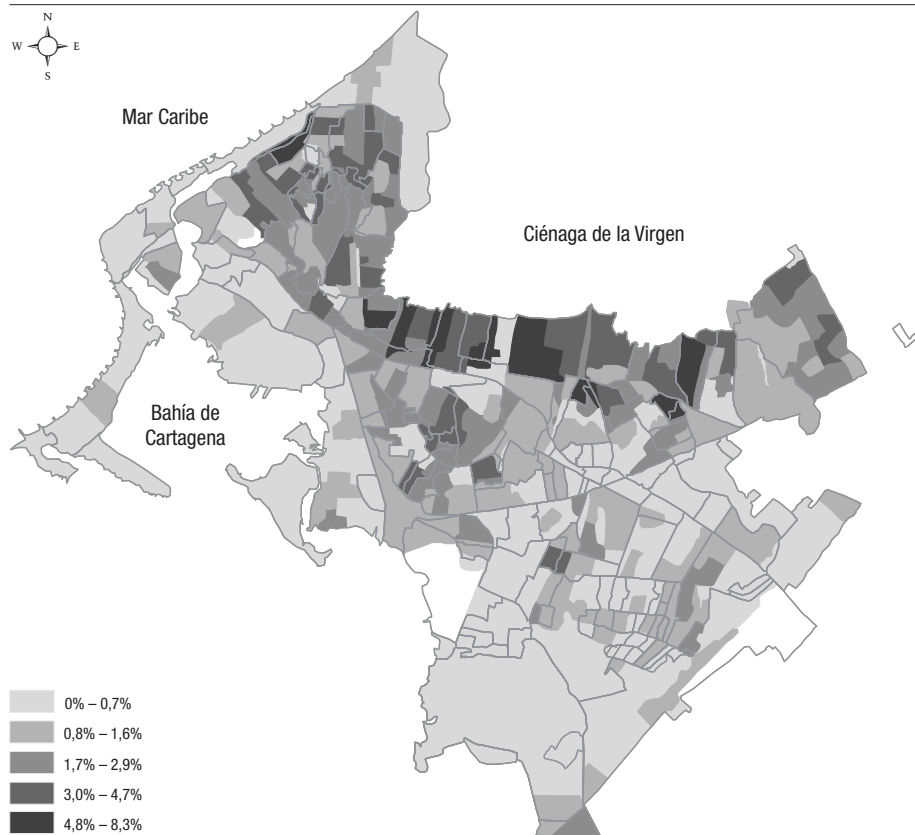 N
W E
S
Mar Caribe
Ciénaga de la Virgen
Bahía de
Cartagena
0% – 0,7%
0,8% – 1,6%
1,7% – 2,9%
3,0% – 4,7%
4,8% – 8,3%